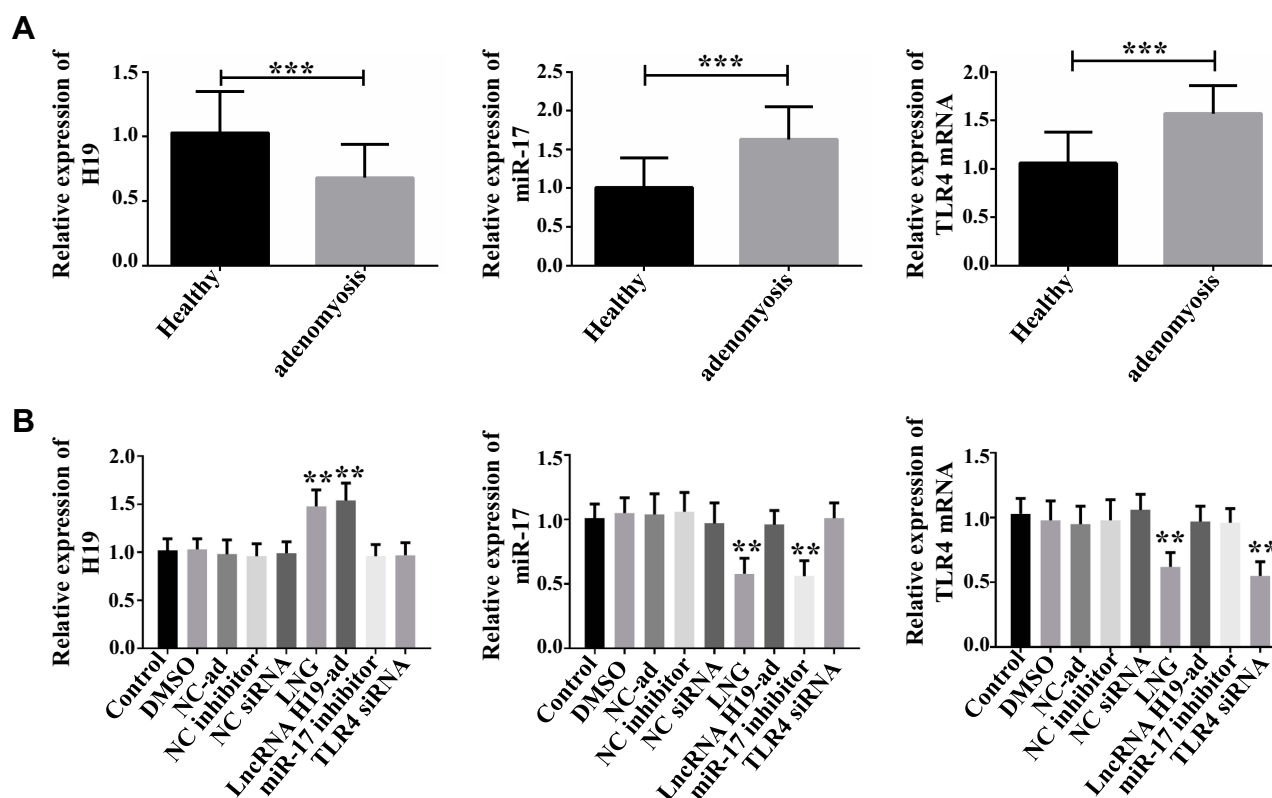 A
Relative expression of
H19
1.5
1.0
0.5
0.0
***
Healthy
adenomyosis
Relative expression of
miR-17
2.5
2.0
1.5
1.0
0.5
0.0
***
Healthy
adenomyosis
Relative expression of
TLR4 mRNA
2.0
1.5
1.0
0.5
0.0
***
Healthy
adenomyosis
B
Relative expression of
H19
2.0
1.5
1.0
0.5
0.0
**
**
Control
DMSO
NC-ad
NC inhibitor
NC siRNA
LNG
LncRNA H19-ad
miR-17 inhibitor
TLR4 siRNA
Relative expression of
miR-17
1.5
1.0
0.5
0.0
**
**
Control
DMSO
NC-ad
NC inhibitor
NC siRNA
LNG
LncRNA H19-ad
miR-17 inhibitor
TLR4 siRNA
Relative expression of
TLR4 mRNA
1.5
1.0
0.5
0.0
**
**
Control
DMSO
NC-ad
NC inhibitor
NC siRNA
LNG
LncRNA H19-ad
miR-17 inhibitor
TLR4 siRNA